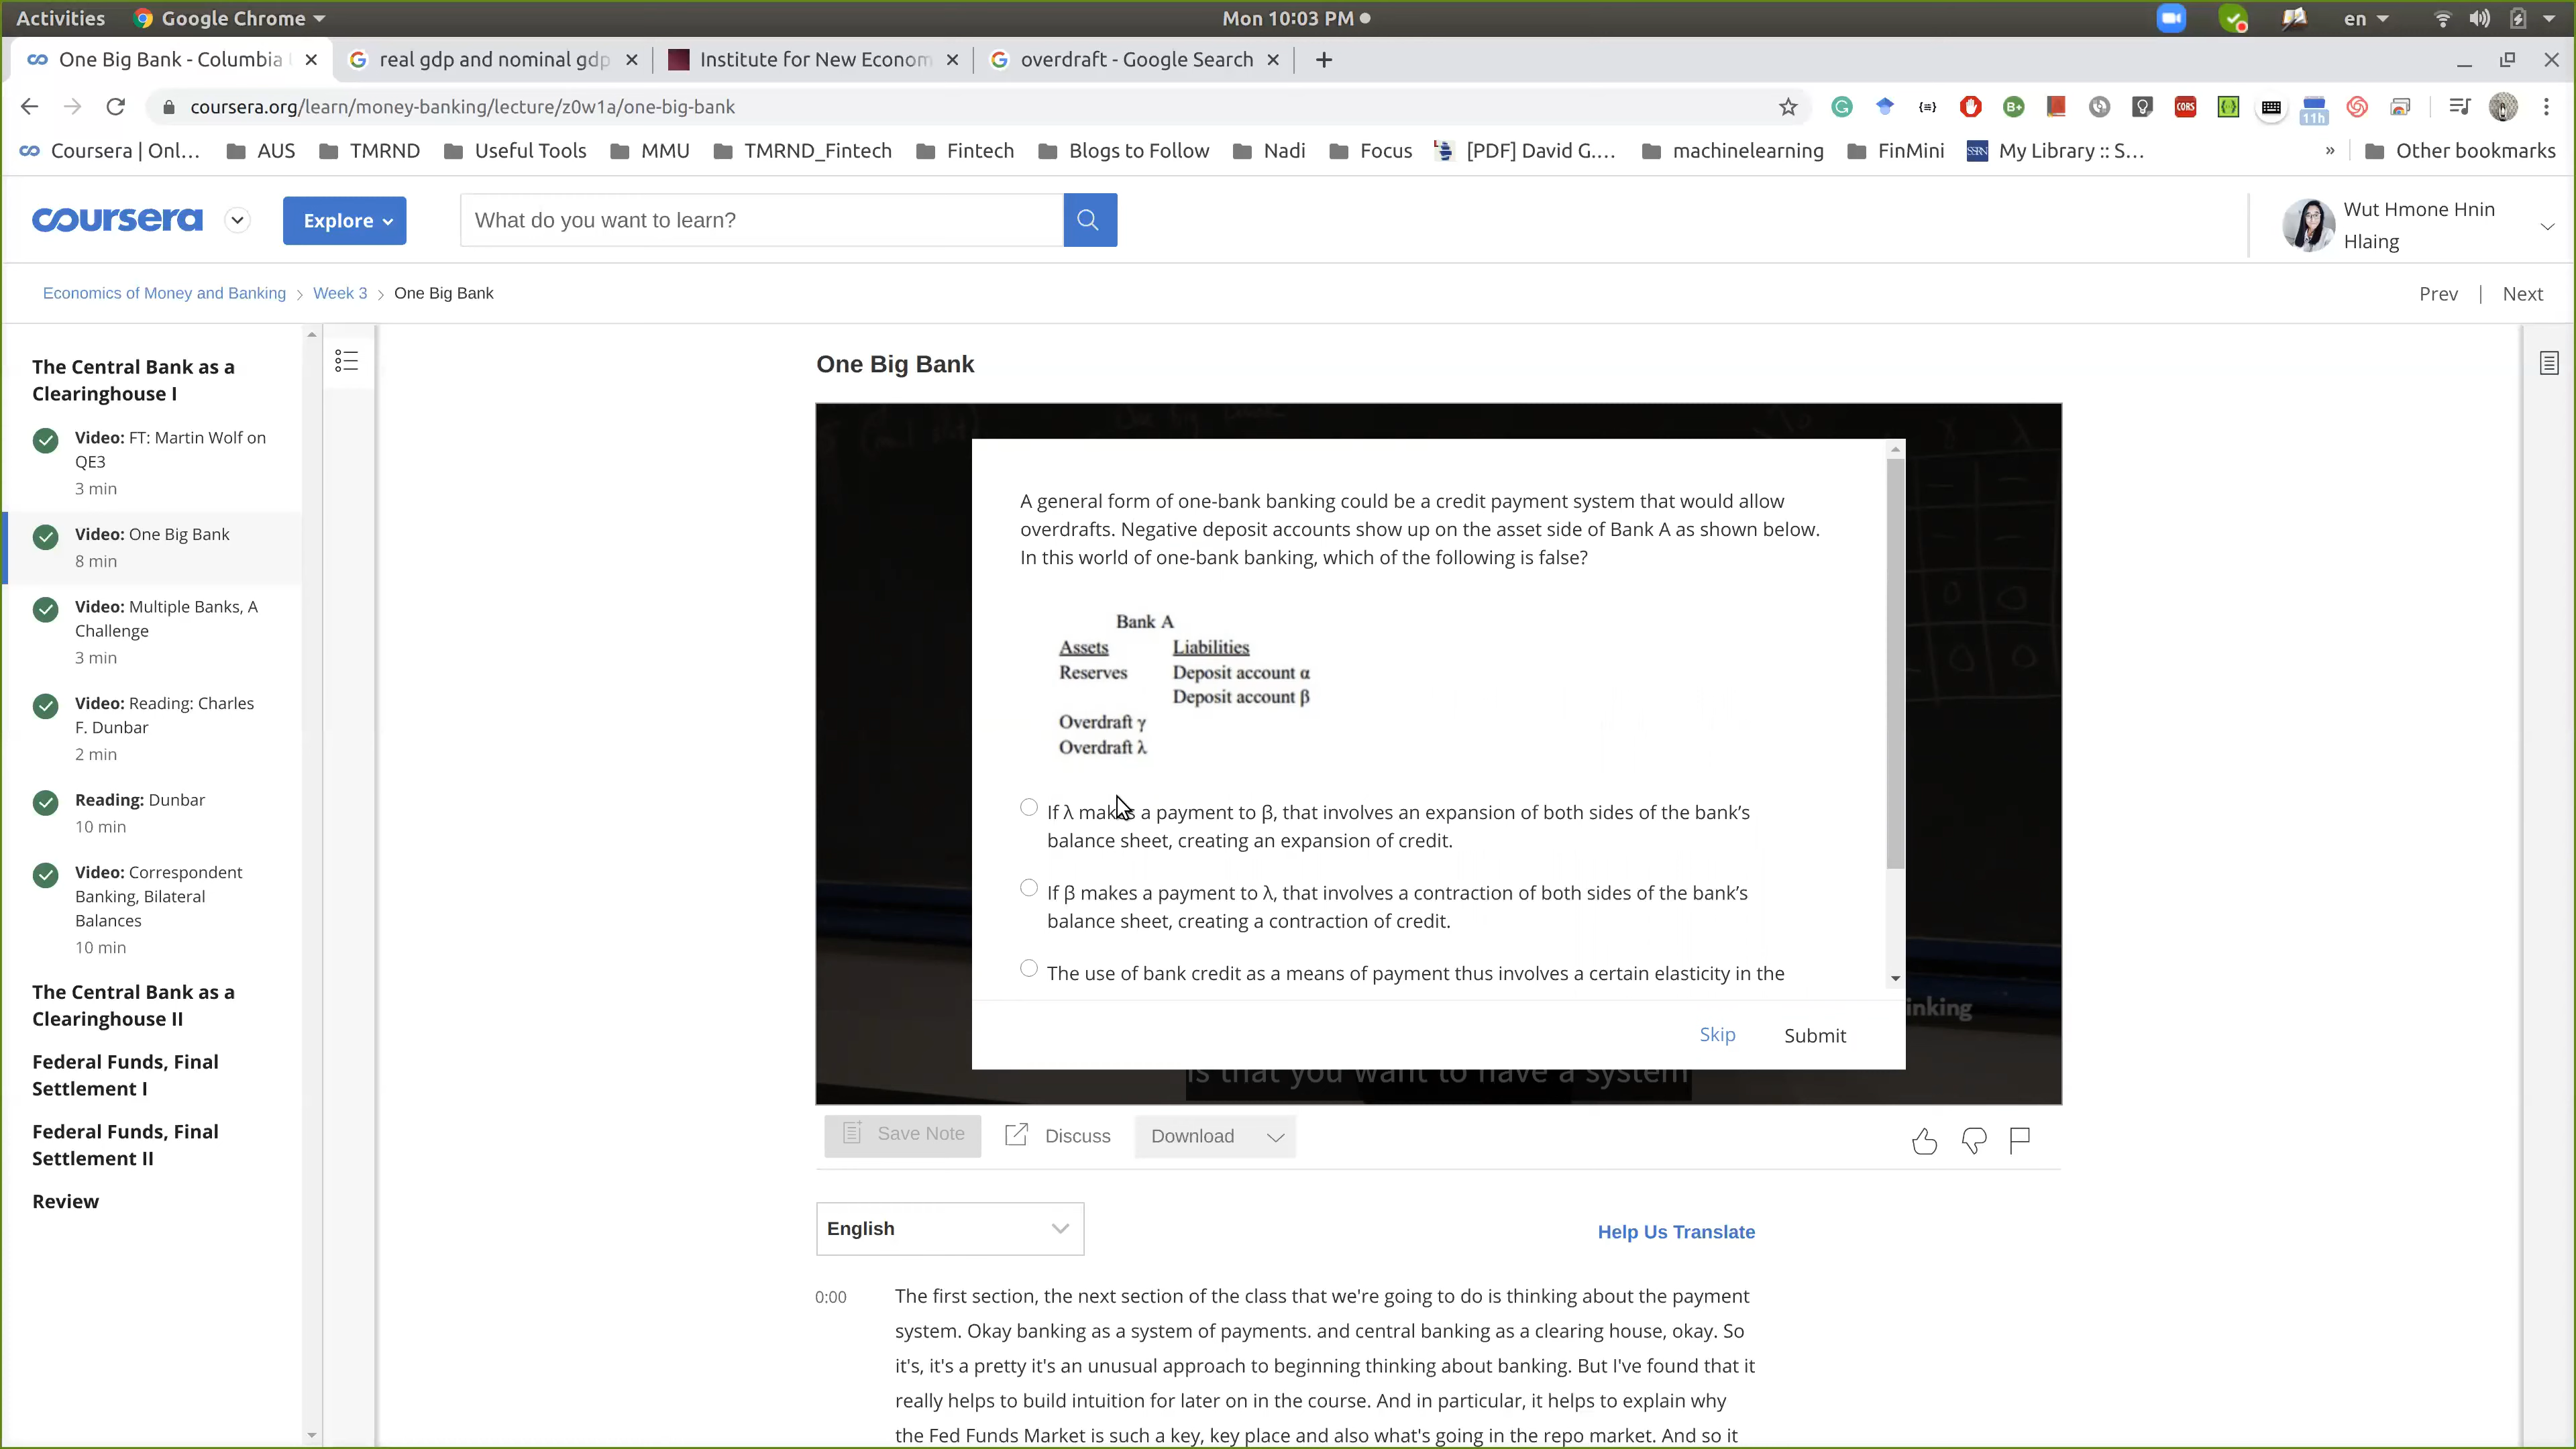 Activities Google Chrome Mon 10:03 PM en
One Big Bank - Columbia
real gdp and nominal gdp
Institute for New Econom
overdraft - Google Search
coursera.org/learn/money-banking/lecture/z0w1a/one-big-bank
B+
CORS
11h
Coursera | Onl... AUS TMRND Useful Tools MMU TMRND_Fintech Fintech Blogs to Follow Nadi Focus [PDF] David G.... machinelearning FinMini SSRN My Library :: S... » Other bookmarks
coursera
Explore
What do you want to learn?
Wut Hmone Hnin
Hlaing
Economics of Money and Banking > Week 3 > One Big Bank
Prev | Next
The Central Bank as a
Clearinghouse I
Video: FT: Martin Wolf on
QE3
3 min
Video: One Big Bank
8 min
Video: Multiple Banks, A
Challenge
3 min
Video: Reading: Charles
F. Dunbar
2 min
Reading: Dunbar
10 min
Video: Correspondent
Banking, Bilateral
Balances
10 min
The Central Bank as a
Clearinghouse II
Federal Funds, Final
Settlement I
Federal Funds, Final
Settlement II
Review
One Big Bank
A general form of one-bank banking could be a credit payment system that would allow
overdrafts. Negative deposit accounts show up on the asset side of Bank A as shown below.
In this world of one-bank banking, which of the following is false?
Bank A
Assets Liabilities
Reserves Deposit account α
Deposit account β
Overdraft γ
Overdraft λ
If λ makes a payment to β, that involves an expansion of both sides of the bank's
balance sheet, creating an expansion of credit.
If β makes a payment to λ, that involves a contraction of both sides of the bank's
balance sheet, creating a contraction of credit.
The use of bank credit as a means of payment thus involves a certain elasticity in the
Skip Submit
inking
is that you want to have a system
Save Note Discuss Download
English
Help Us Translate
0:00 The first section, the next section of the class that we're going to do is thinking about the payment
system. Okay banking as a system of payments. and central banking as a clearing house, okay. So
it's, it's a pretty it's an unusual approach to beginning thinking about banking. But I've found that it
really helps to build intuition for later on in the course. And in particular, it helps to explain why
the Fed Funds Market is such a key, key place and also what's going in the repo market. And so it